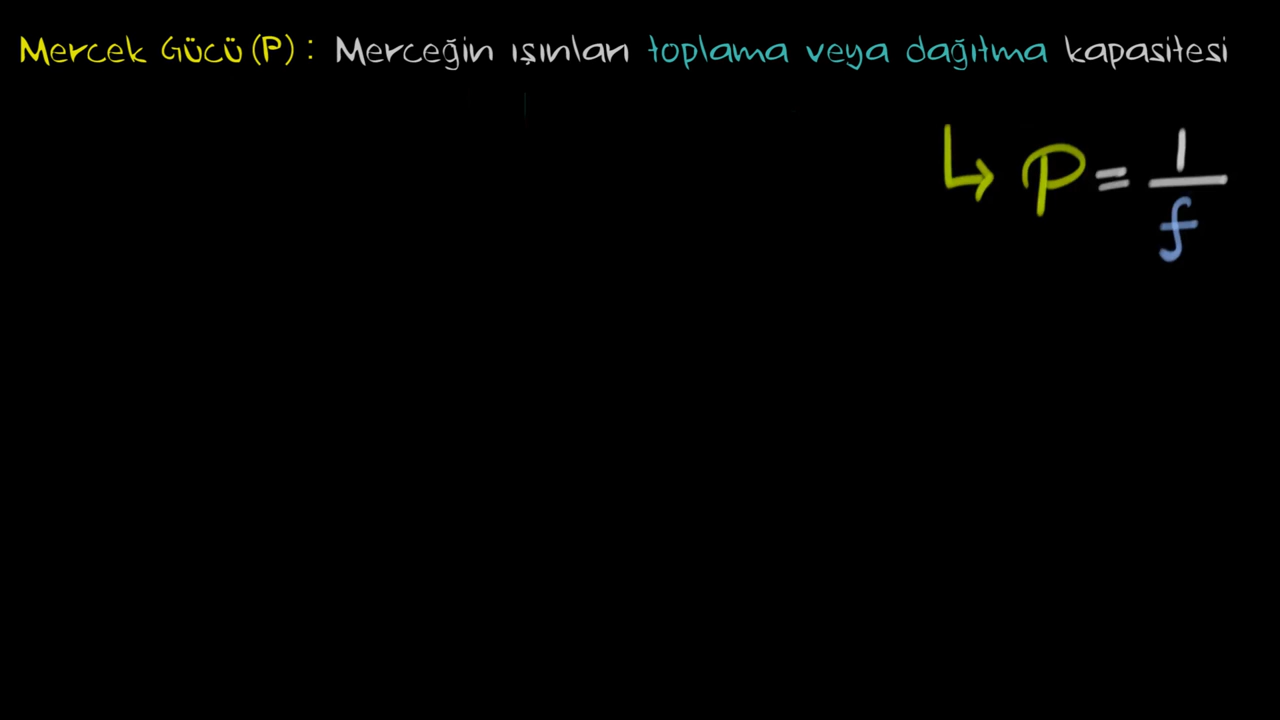 Mercek Gücü (P) : Merceğin ışınları toplama veya dağıtma kapasitesi
↳ P = 1/f